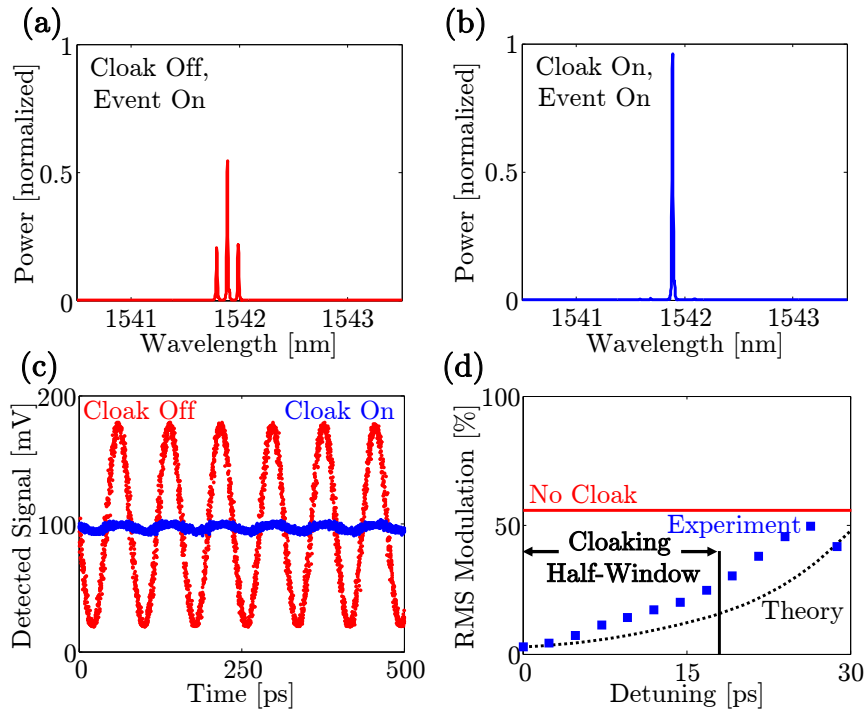 (a)
Cloak Off,
Event On
Power [normalized]
1
0.5
0
1541 1542 1543
Wavelength [nm]
(b)
Cloak On,
Event On
Power [normalized]
1
0.5
0
1541 1542 1543
Wavelength [nm]
(c)
Cloak Off Cloak On
Detected Signal [mV]
200
100
0
0 250 500
Time [ps]
(d)
RMS Modulation [%]
100
50
0
No Cloak
Experiment
Cloaking
Half-Window
Theory
0 15 30
Detuning [ps]